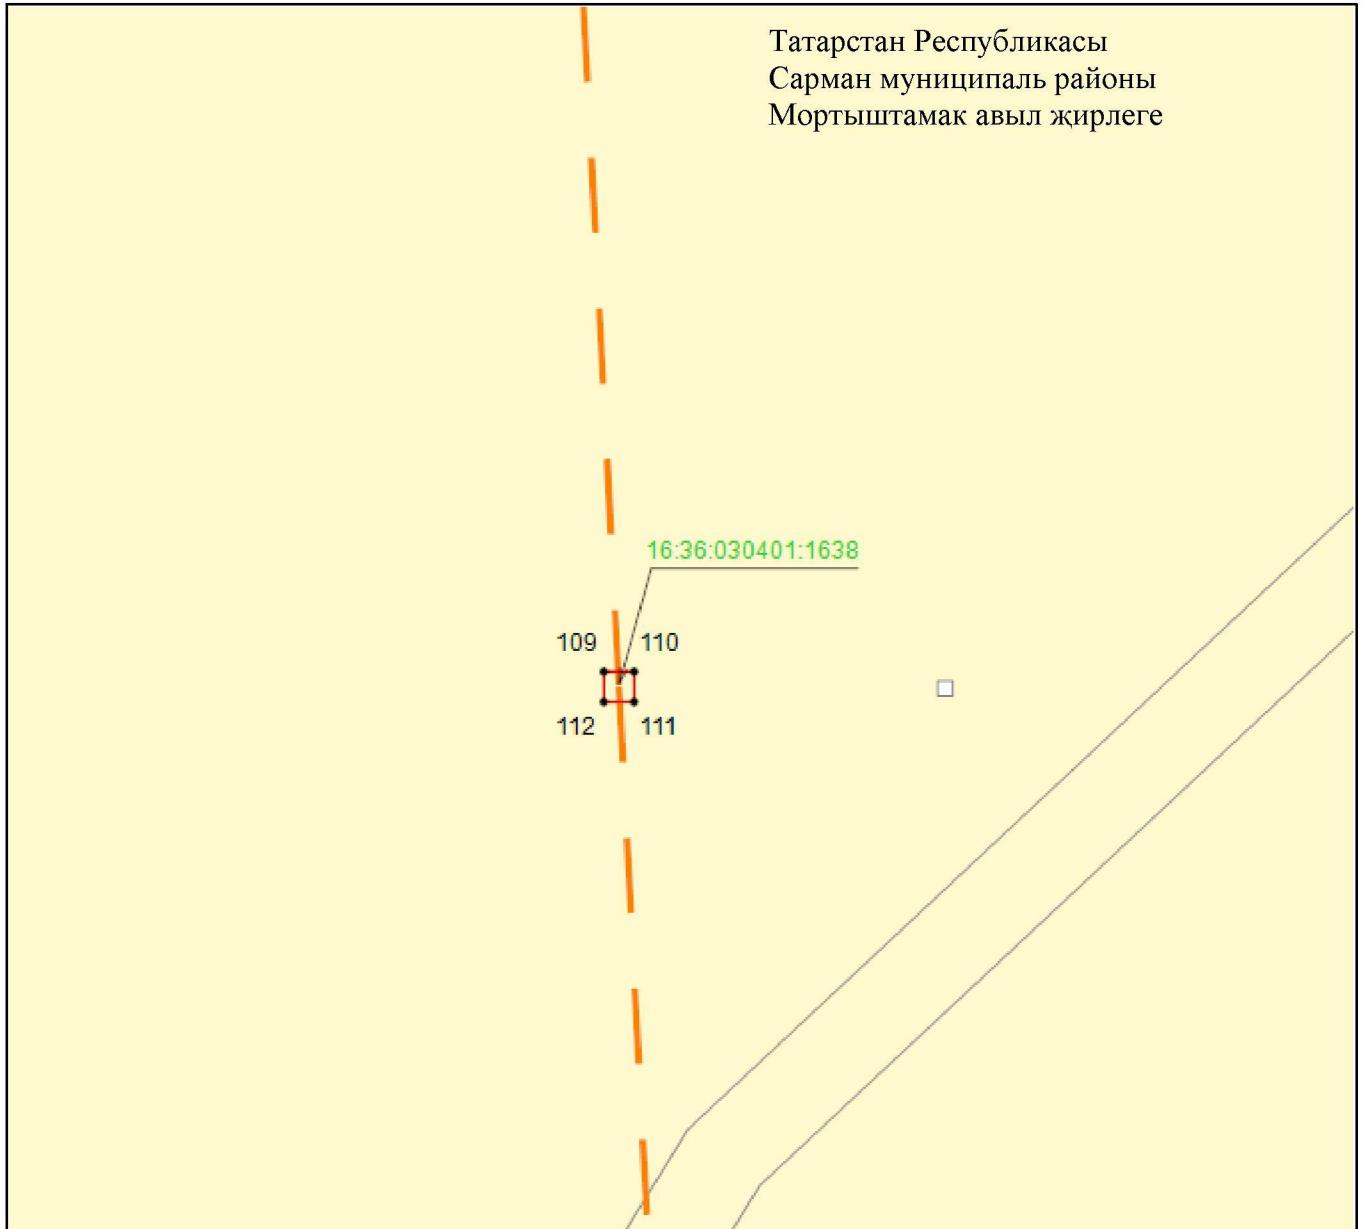 Татарстан Республикасы
Сарман муниципаль районы
Мортыштамак авыл җирлеге
16:36:030401:1638
109 110
112 111